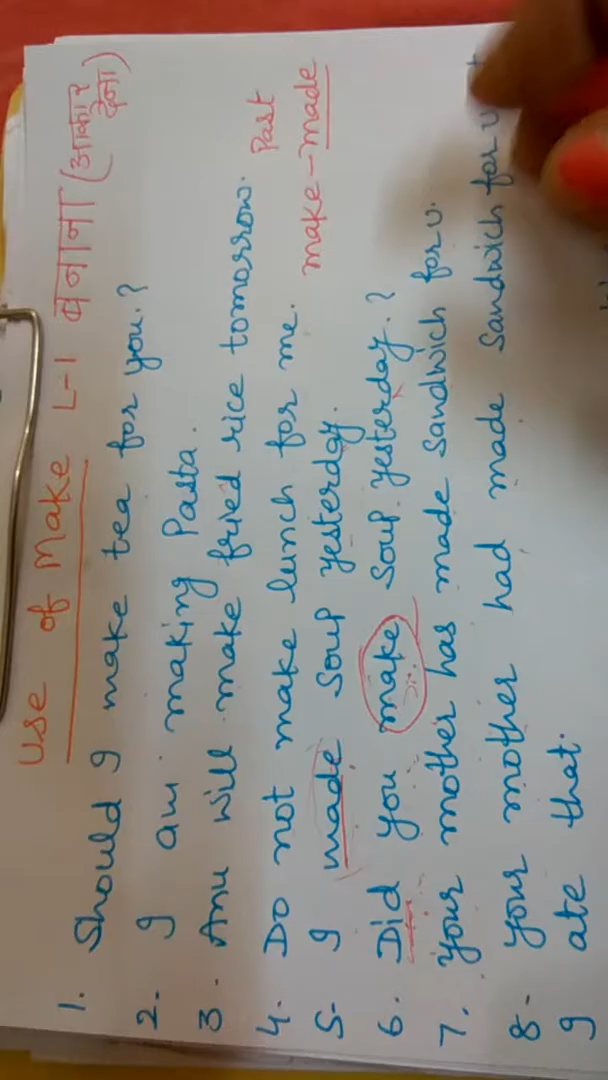 Use of Make L-1 बनाना (आकार देना)
1. Should I make tea for you.?
2. I am making Pasta.
3. Anu will make fried rice tomorrow.
4. Do not make lunch for me.
Past
make - made
5- I made soup yesterday.
6. Did you make soup yesterday.?
7. your mother has made sandwich for u.
8- your mother had made sandwich for u
I ate that.